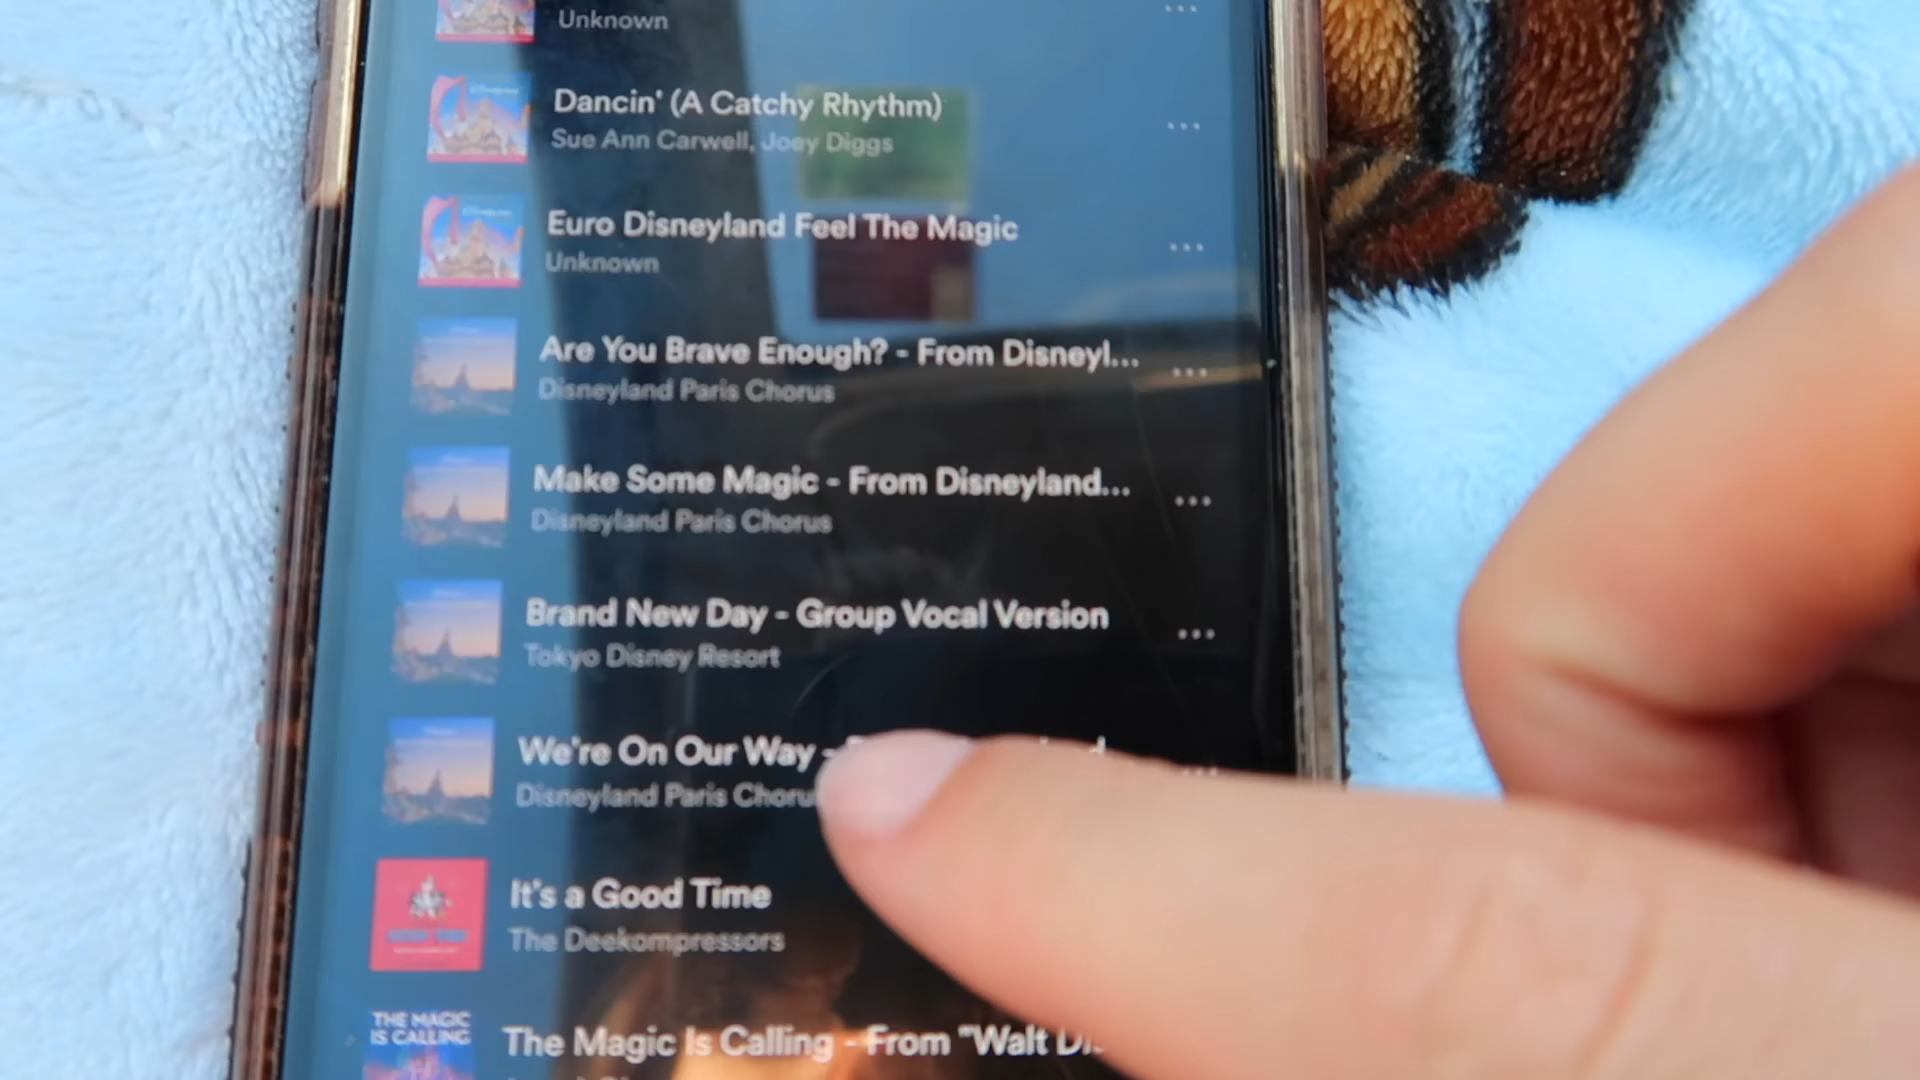 Unknown
Dancin' (A Catchy Rhythm)
Sue Ann Carwell, Joey Diggs
Euro Disneyland Feel The Magic
Unknown
Are You Brave Enough? - From Disneyl...
Disneyland Paris Chorus
Make Some Magic - From Disneyland...
Disneyland Paris Chorus
Brand New Day - Group Vocal Version
Tokyo Disney Resort
We're On Our Way -
Disneyland Paris Chorus
It's a Good Time
The Deekompressors
THE MAGIC
IS CALLING
The Magic Is Calling - From "Walt